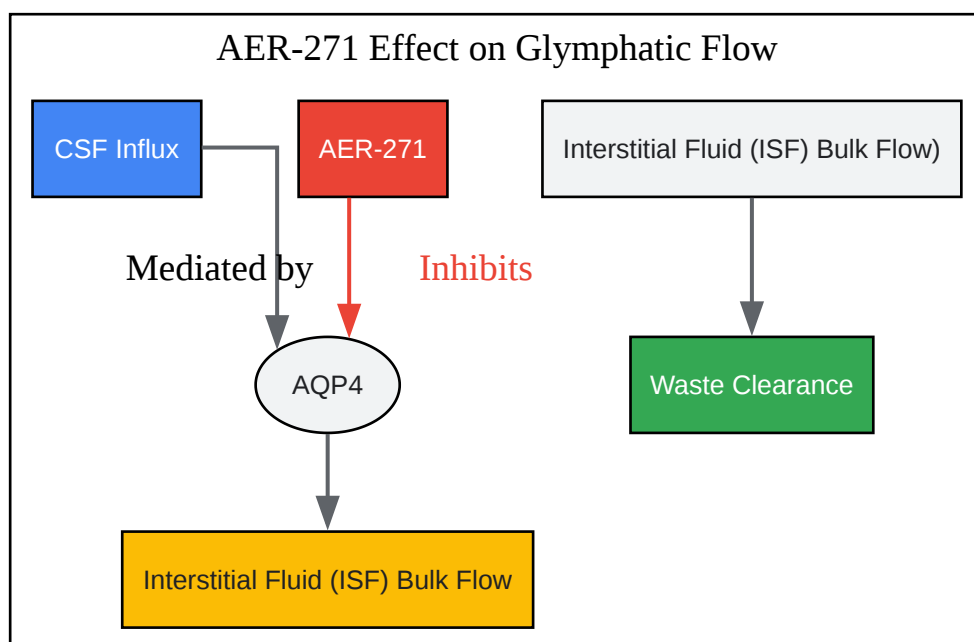 AER-271 Effect on Glymphatic Flow
CSF Influx
AER-271
Interstitial Fluid (ISF) Bulk Flow)
Mediated by
Inhibits
AQP4
Waste Clearance
Interstitial Fluid (ISF) Bulk Flow